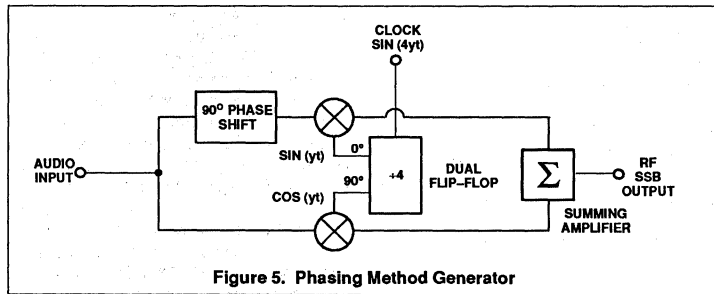 CLOCK
SIN (4yt)
90° PHASE
SHIFT
SIN (yt)
0°
AUDIO
INPUT
÷4
DUAL
FLIP–FLOP
90°
COS (yt)
Σ
RF
SSB
OUTPUT
SUMMING
AMPLIFIER
Figure 5. Phasing Method Generator